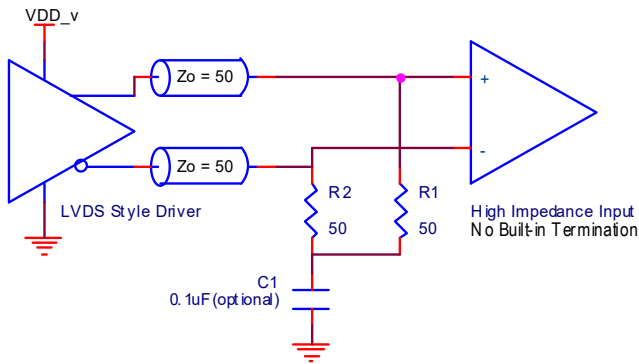 VDD_v
Zo = 50
+
Zo = 50
-
LVDS Style Driver
R2
50
R1
50
High Impedance Input
No Built-in Termination
C1
0.1uF(optional)